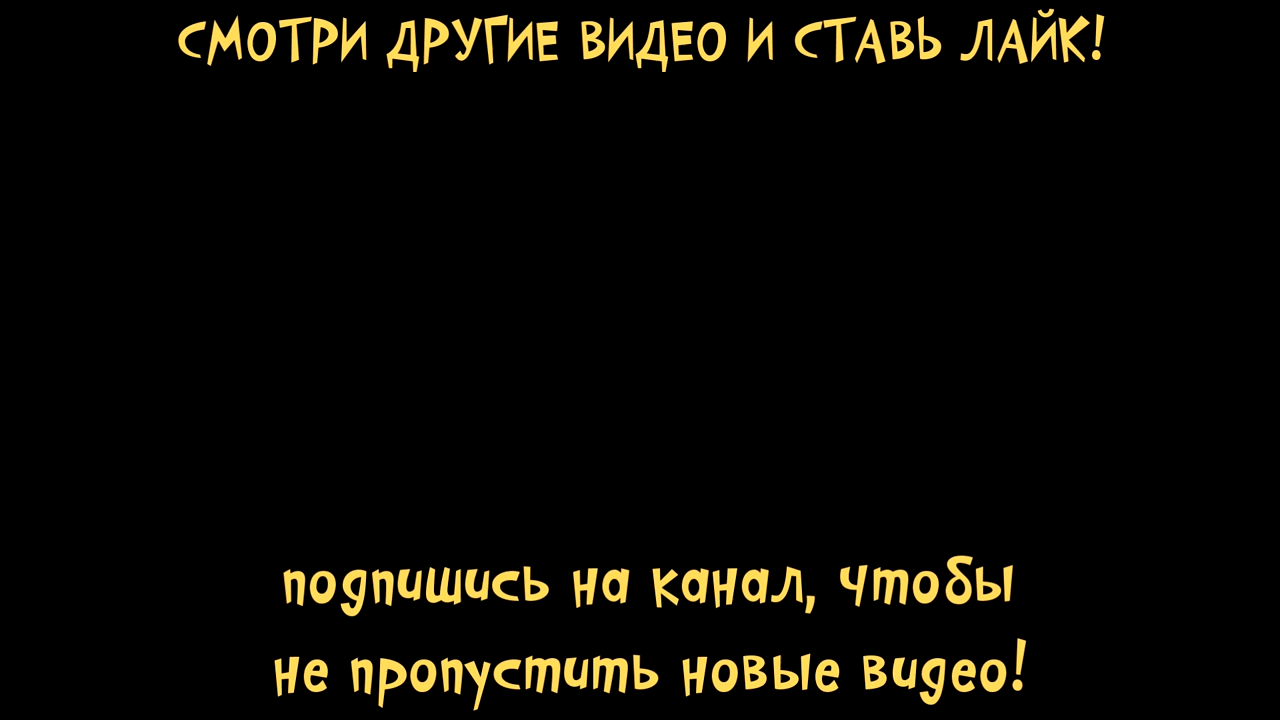 СМОТРИ ДРУГИЕ ВИДЕО И СТАВЬ ЛАЙК!
подпишись на канал, чтобы
не пропустить новые видео!